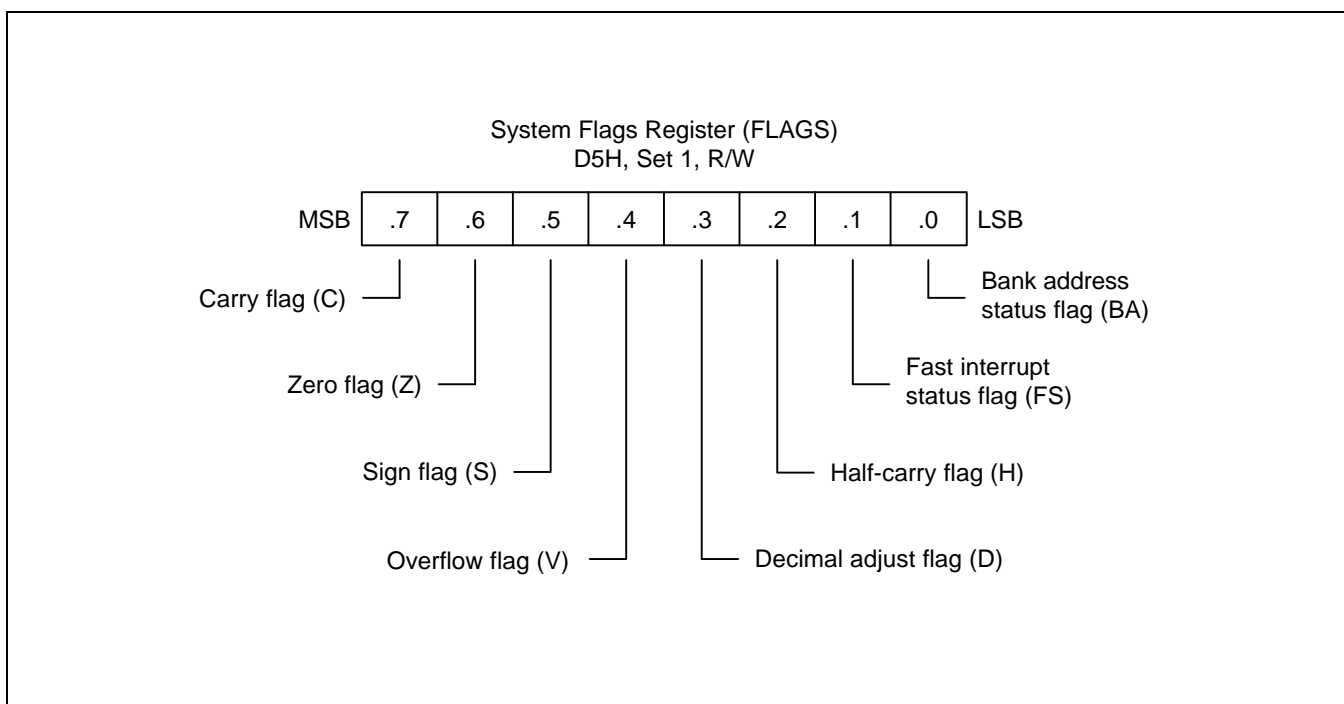 System Flags Register (FLAGS)
D5H, Set 1, R/W
MSB .7 .6 .5 .4 .3 .2 .1 .0 LSB
Carry flag (C)
Bank address
status flag (BA)
Zero flag (Z)
Fast interrupt
status flag (FS)
Sign flag (S)
Half-carry flag (H)
Overflow flag (V)
Decimal adjust flag (D)